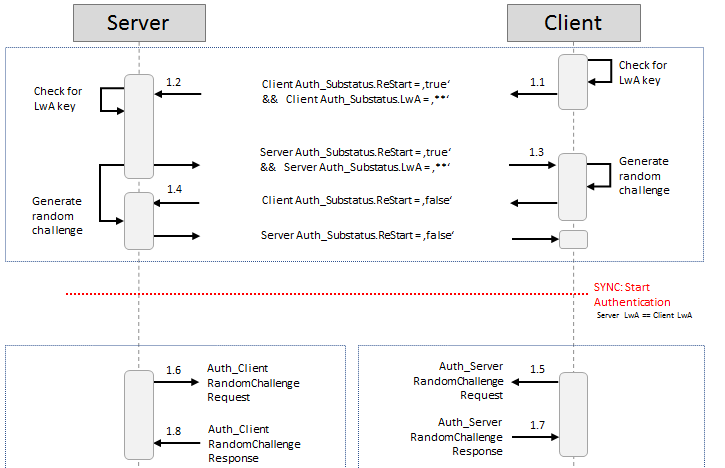 Server
Client
Check for
LwA key
1.2
Client Auth_Substatus.ReStart = ‚true‘
&& Client Auth_Substatus.LwA = ‚**‘
1.1
Check for
LwA key
Server Auth_Substatus.ReStart = ‚true‘
&& Server Auth_Substatus.LwA = ‚**‘
1.3
Generate
random
challenge
Generate
random
challenge
1.4
Client Auth_Substatus.ReStart = ‚false‘
Server Auth_Substatus.ReStart = ‚false‘
SYNC: Start
Authentication
Server LwA == Client LwA
1.6
Auth_Client
RandomChallenge
Request
Auth_Server
RandomChallenge
Request
1.5
1.8
Auth_Client
RandomChallenge
Response
Auth_Server
RandomChallenge
Response
1.7